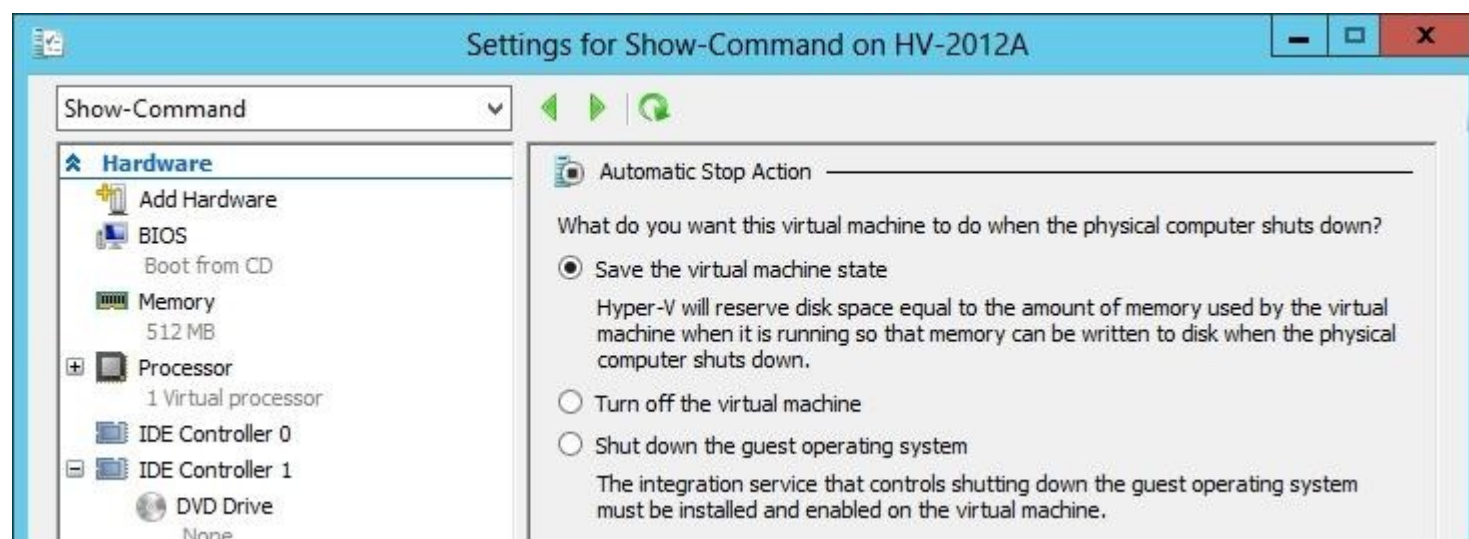 Settings for Show-Command on HV-2012A
Show-Command
Hardware
Add Hardware
BIOS
Boot from CD
Memory
512 MB
Processor
1 Virtual processor
IDE Controller 0
IDE Controller 1
DVD Drive
None
Automatic Stop Action
What do you want this virtual machine to do when the physical computer shuts down?
Save the virtual machine state
Hyper-V will reserve disk space equal to the amount of memory used by the virtual
machine when it is running so that memory can be written to disk when the physical
computer shuts down.
Turn off the virtual machine
Shut down the guest operating system
The integration service that controls shutting down the guest operating system
must be installed and enabled on the virtual machine.